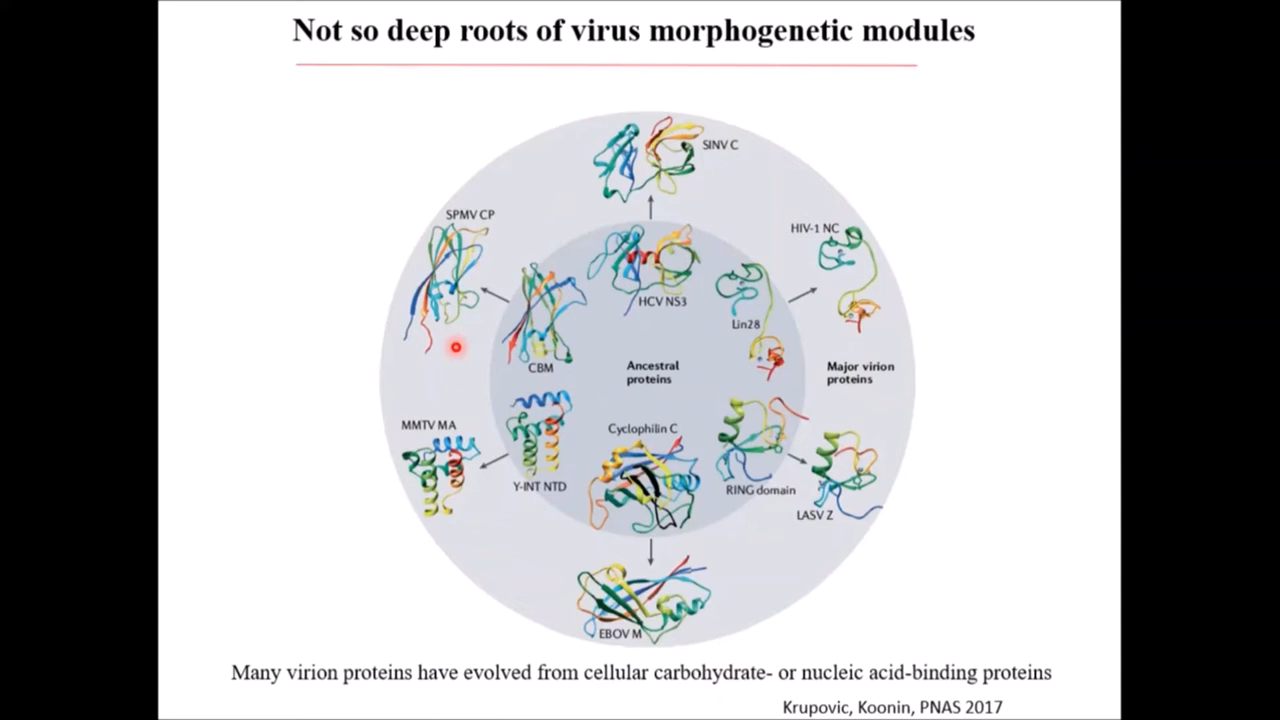 Not so deep roots of virus morphogenetic modules
SINV C
SPMV CP
HIV-1 NC
HCV NS3
Lin28
CBM
Ancestral
proteins
Major virion
proteins
MMTV MA
Cyclophilin C
Y-INT NTD
RING domain
LASV Z
EBOV M
Many virion proteins have evolved from cellular carbohydrate- or nucleic acid-binding proteins
Krupovic, Koonin, PNAS 2017